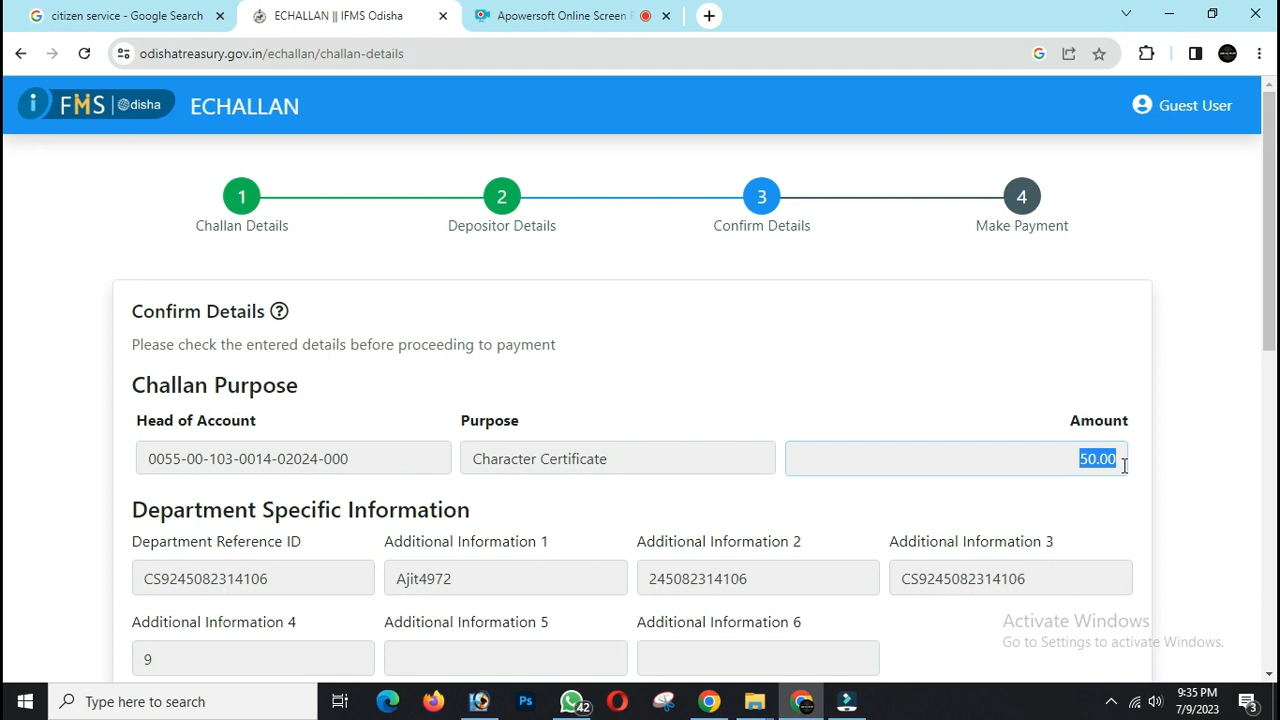 citizen service - Google Search
ECHALLAN || IFMS Odisha
Apowersoft Online Screen
odishatreasury.gov.in/echallan/challan-details
i FMS @disha
ECHALLAN
Guest User
1 2 3 4
Challan Details Depositor Details Confirm Details Make Payment
Confirm Details ?
Please check the entered details before proceeding to payment
Challan Purpose
Head of Account Purpose Amount
0055-00-103-0014-02024-000 Character Certificate 50.00
Department Specific Information
Department Reference ID Additional Information 1 Additional Information 2 Additional Information 3
CS9245082314106 Ajit4972 245082314106 CS9245082314106
Additional Information 4 Additional Information 5 Additional Information 6
9
Activate Windows
Go to Settings to activate Windows.
Type here to search
Ps
42
9:35 PM
7/9/2023
3